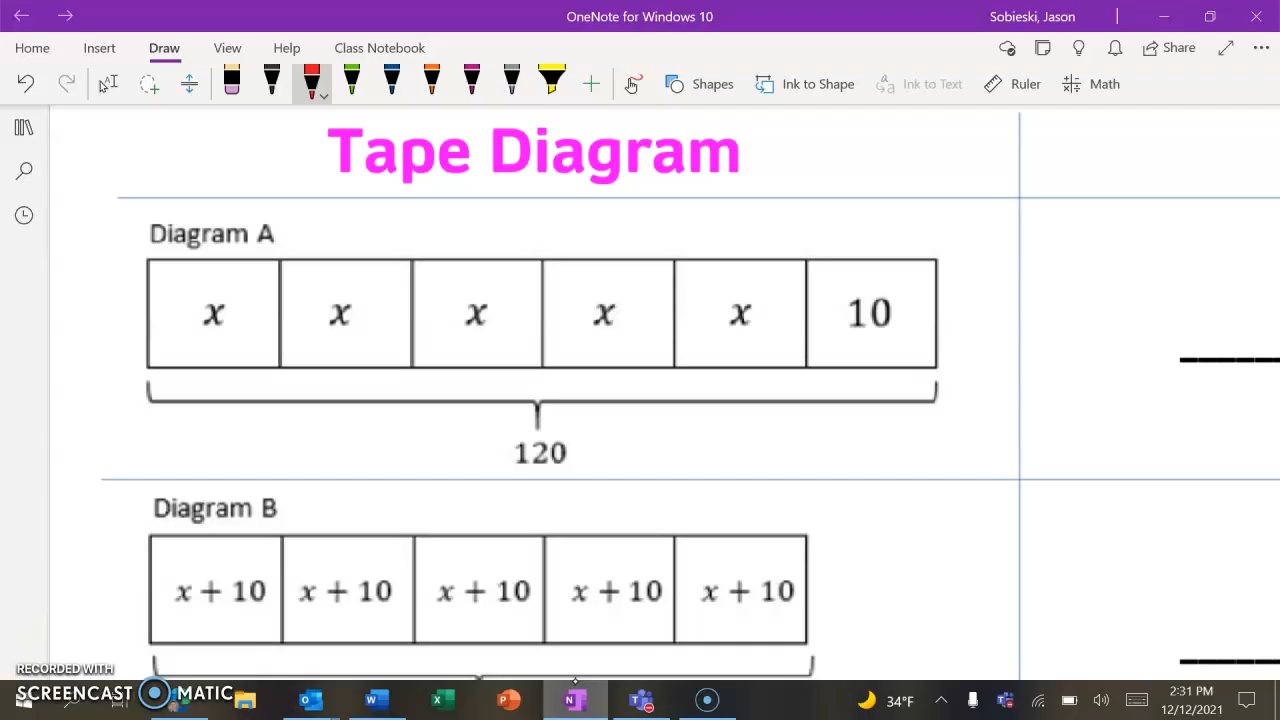 OneNote for Windows 10
Sobieski, Jason
Home Insert Draw View Help Class Notebook
Share
Shapes Ink to Shape Ink to Text Ruler Math
Tape Diagram
Diagram A
x x x x x 10
120
Diagram B
x + 10 x + 10 x + 10 x + 10 x + 10
RECORDED WITH
SCREENCAST MATIC
34°F
2:31 PM
12/12/2021